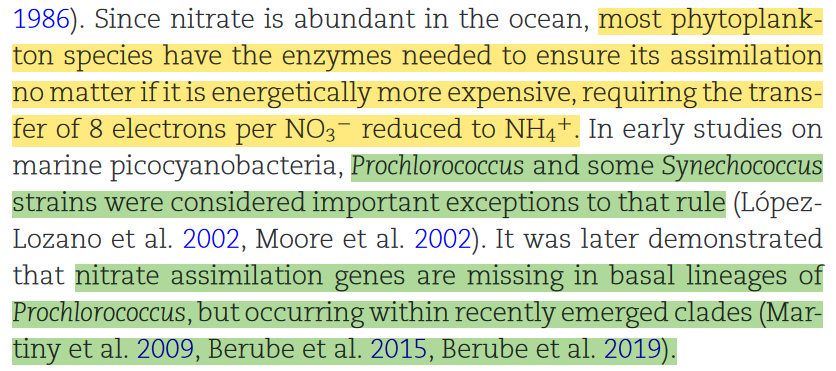 1986). Since nitrate is abundant in the ocean, most phytoplank-
ton species have the enzymes needed to ensure its assimilation
no matter if it is energetically more expensive, requiring the trans-
fer of 8 electrons per NO₃⁻ reduced to NH₄⁺. In early studies on
marine picocyanobacteria, Prochlorococcus and some Synechococcus
strains were considered important exceptions to that rule (López-
Lozano et al. 2002, Moore et al. 2002). It was later demonstrated
that nitrate assimilation genes are missing in basal lineages of
Prochlorococcus, but occurring within recently emerged clades (Mar-
tiny et al. 2009, Berube et al. 2015, Berube et al. 2019).